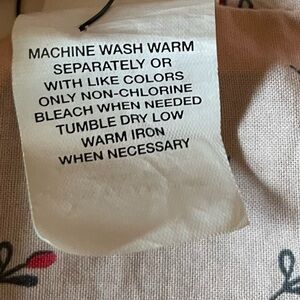 MACHINE WASH WARM
SEPARATELY OR
WITH LIKE COLORS
ONLY NON-CHLORINE
BLEACH WHEN NEEDED
TUMBLE DRY LOW
WARM IRON
WHEN NECESSARY